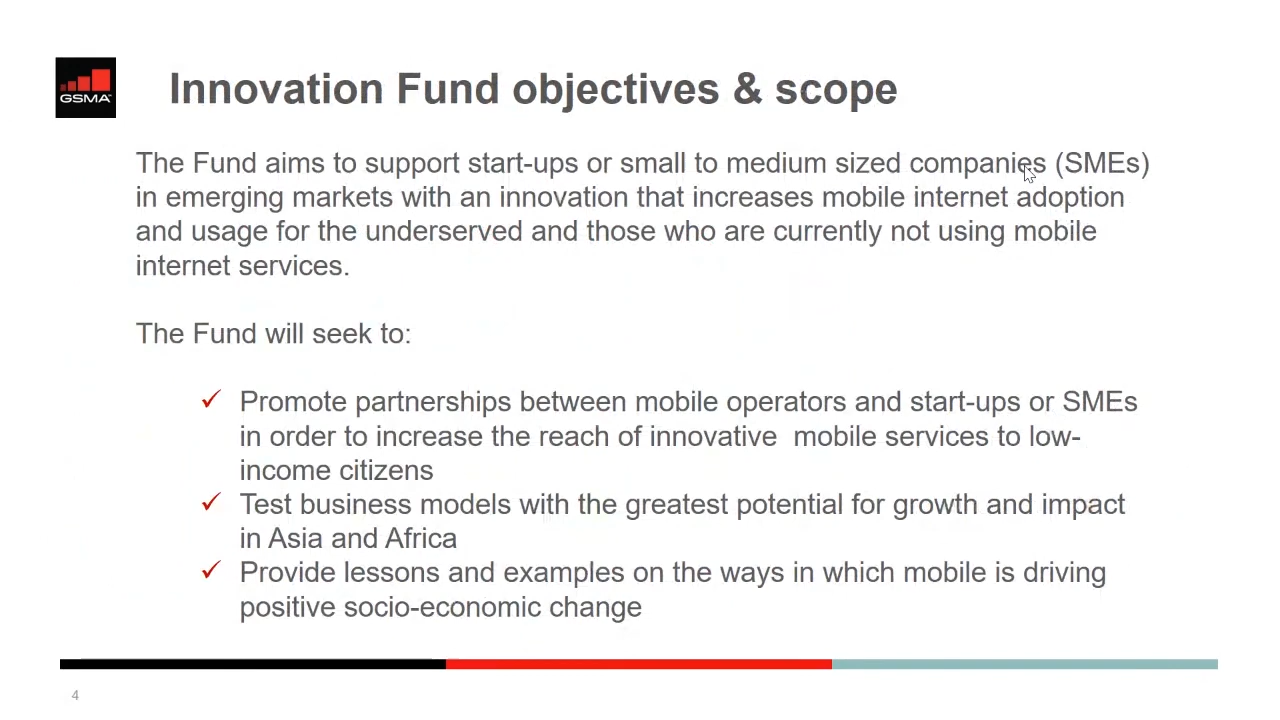 GSMA™
Innovation Fund objectives & scope
The Fund aims to support start-ups or small to medium sized companies (SMEs)
in emerging markets with an innovation that increases mobile internet adoption
and usage for the underserved and those who are currently not using mobile
internet services.
The Fund will seek to:
✓ Promote partnerships between mobile operators and start-ups or SMEs
in order to increase the reach of innovative  mobile services to low-
income citizens
✓ Test business models with the greatest potential for growth and impact
in Asia and Africa
✓ Provide lessons and examples on the ways in which mobile is driving
positive socio-economic change
4